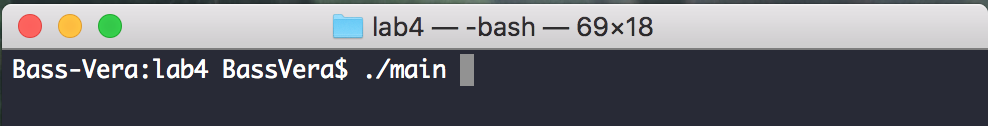 lab4 — -bash — 69×18
Bass-Vera:lab4 BassVera$ ./main